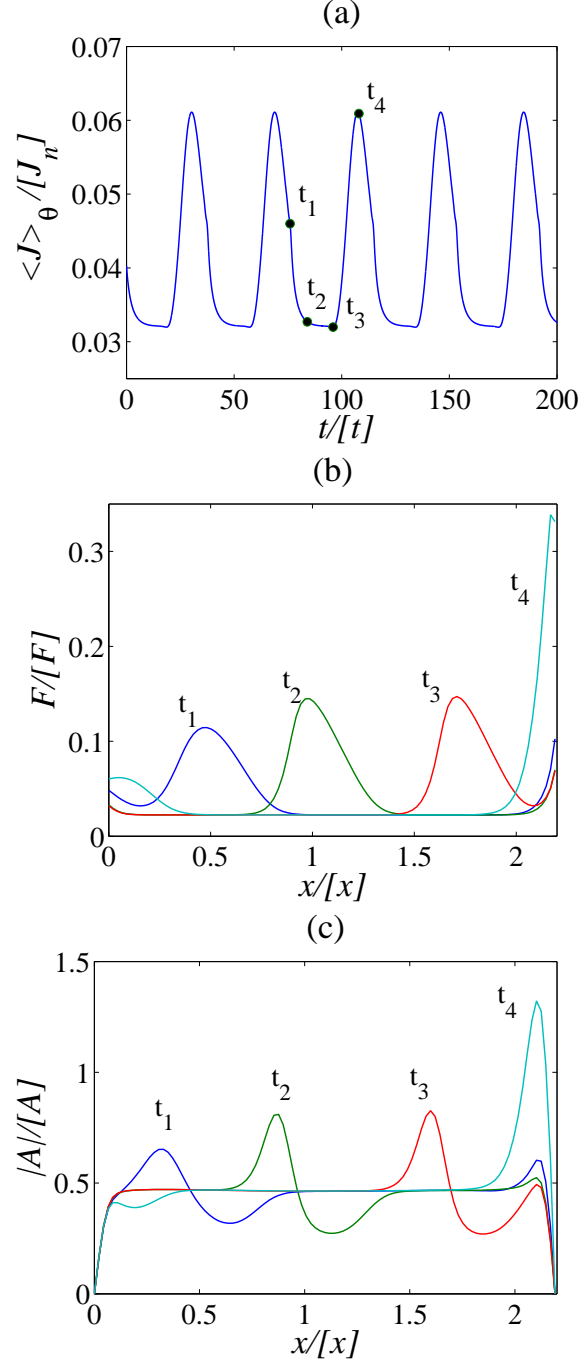 (a)
0.07
0.06
0.05
0.04
0.03
<J>θ/[Jn]
t4
t1
t2
t3
0
50
100
150
200
t/[t]
(b)
0.3
0.2
0.1
0
F/[F]
t1
t2
t3
t4
0
0.5
1
1.5
2
x/[x]
(c)
1.5
1
0.5
0
|A|/[A]
t1
t2
t3
t4
0
0.5
1
1.5
2
x/[x]